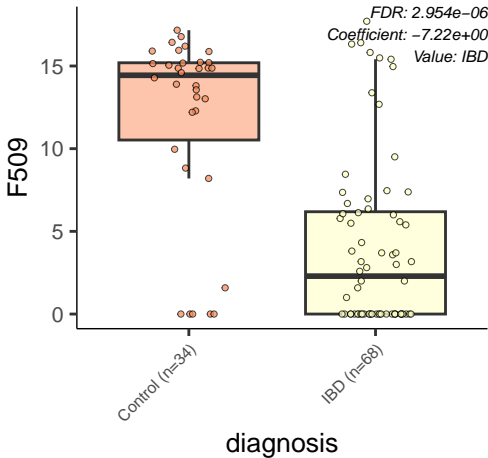 FDR: 2.954e−06
Coefficient: −7.22e+00
Value: IBD
F509
15
10
5
0
Control (n=34)
IBD (n=68)
diagnosis